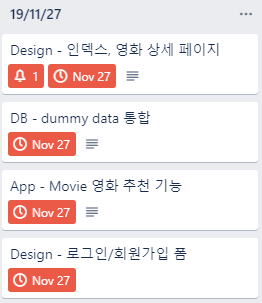 19/11/27 ...
Design - 인덱스, 영화 상세 페이지
1 Nov 27
DB - dummy data 통합
Nov 27
App - Movie 영화 추천 기능
Nov 27
Design - 로그인/회원가입 폼
Nov 27